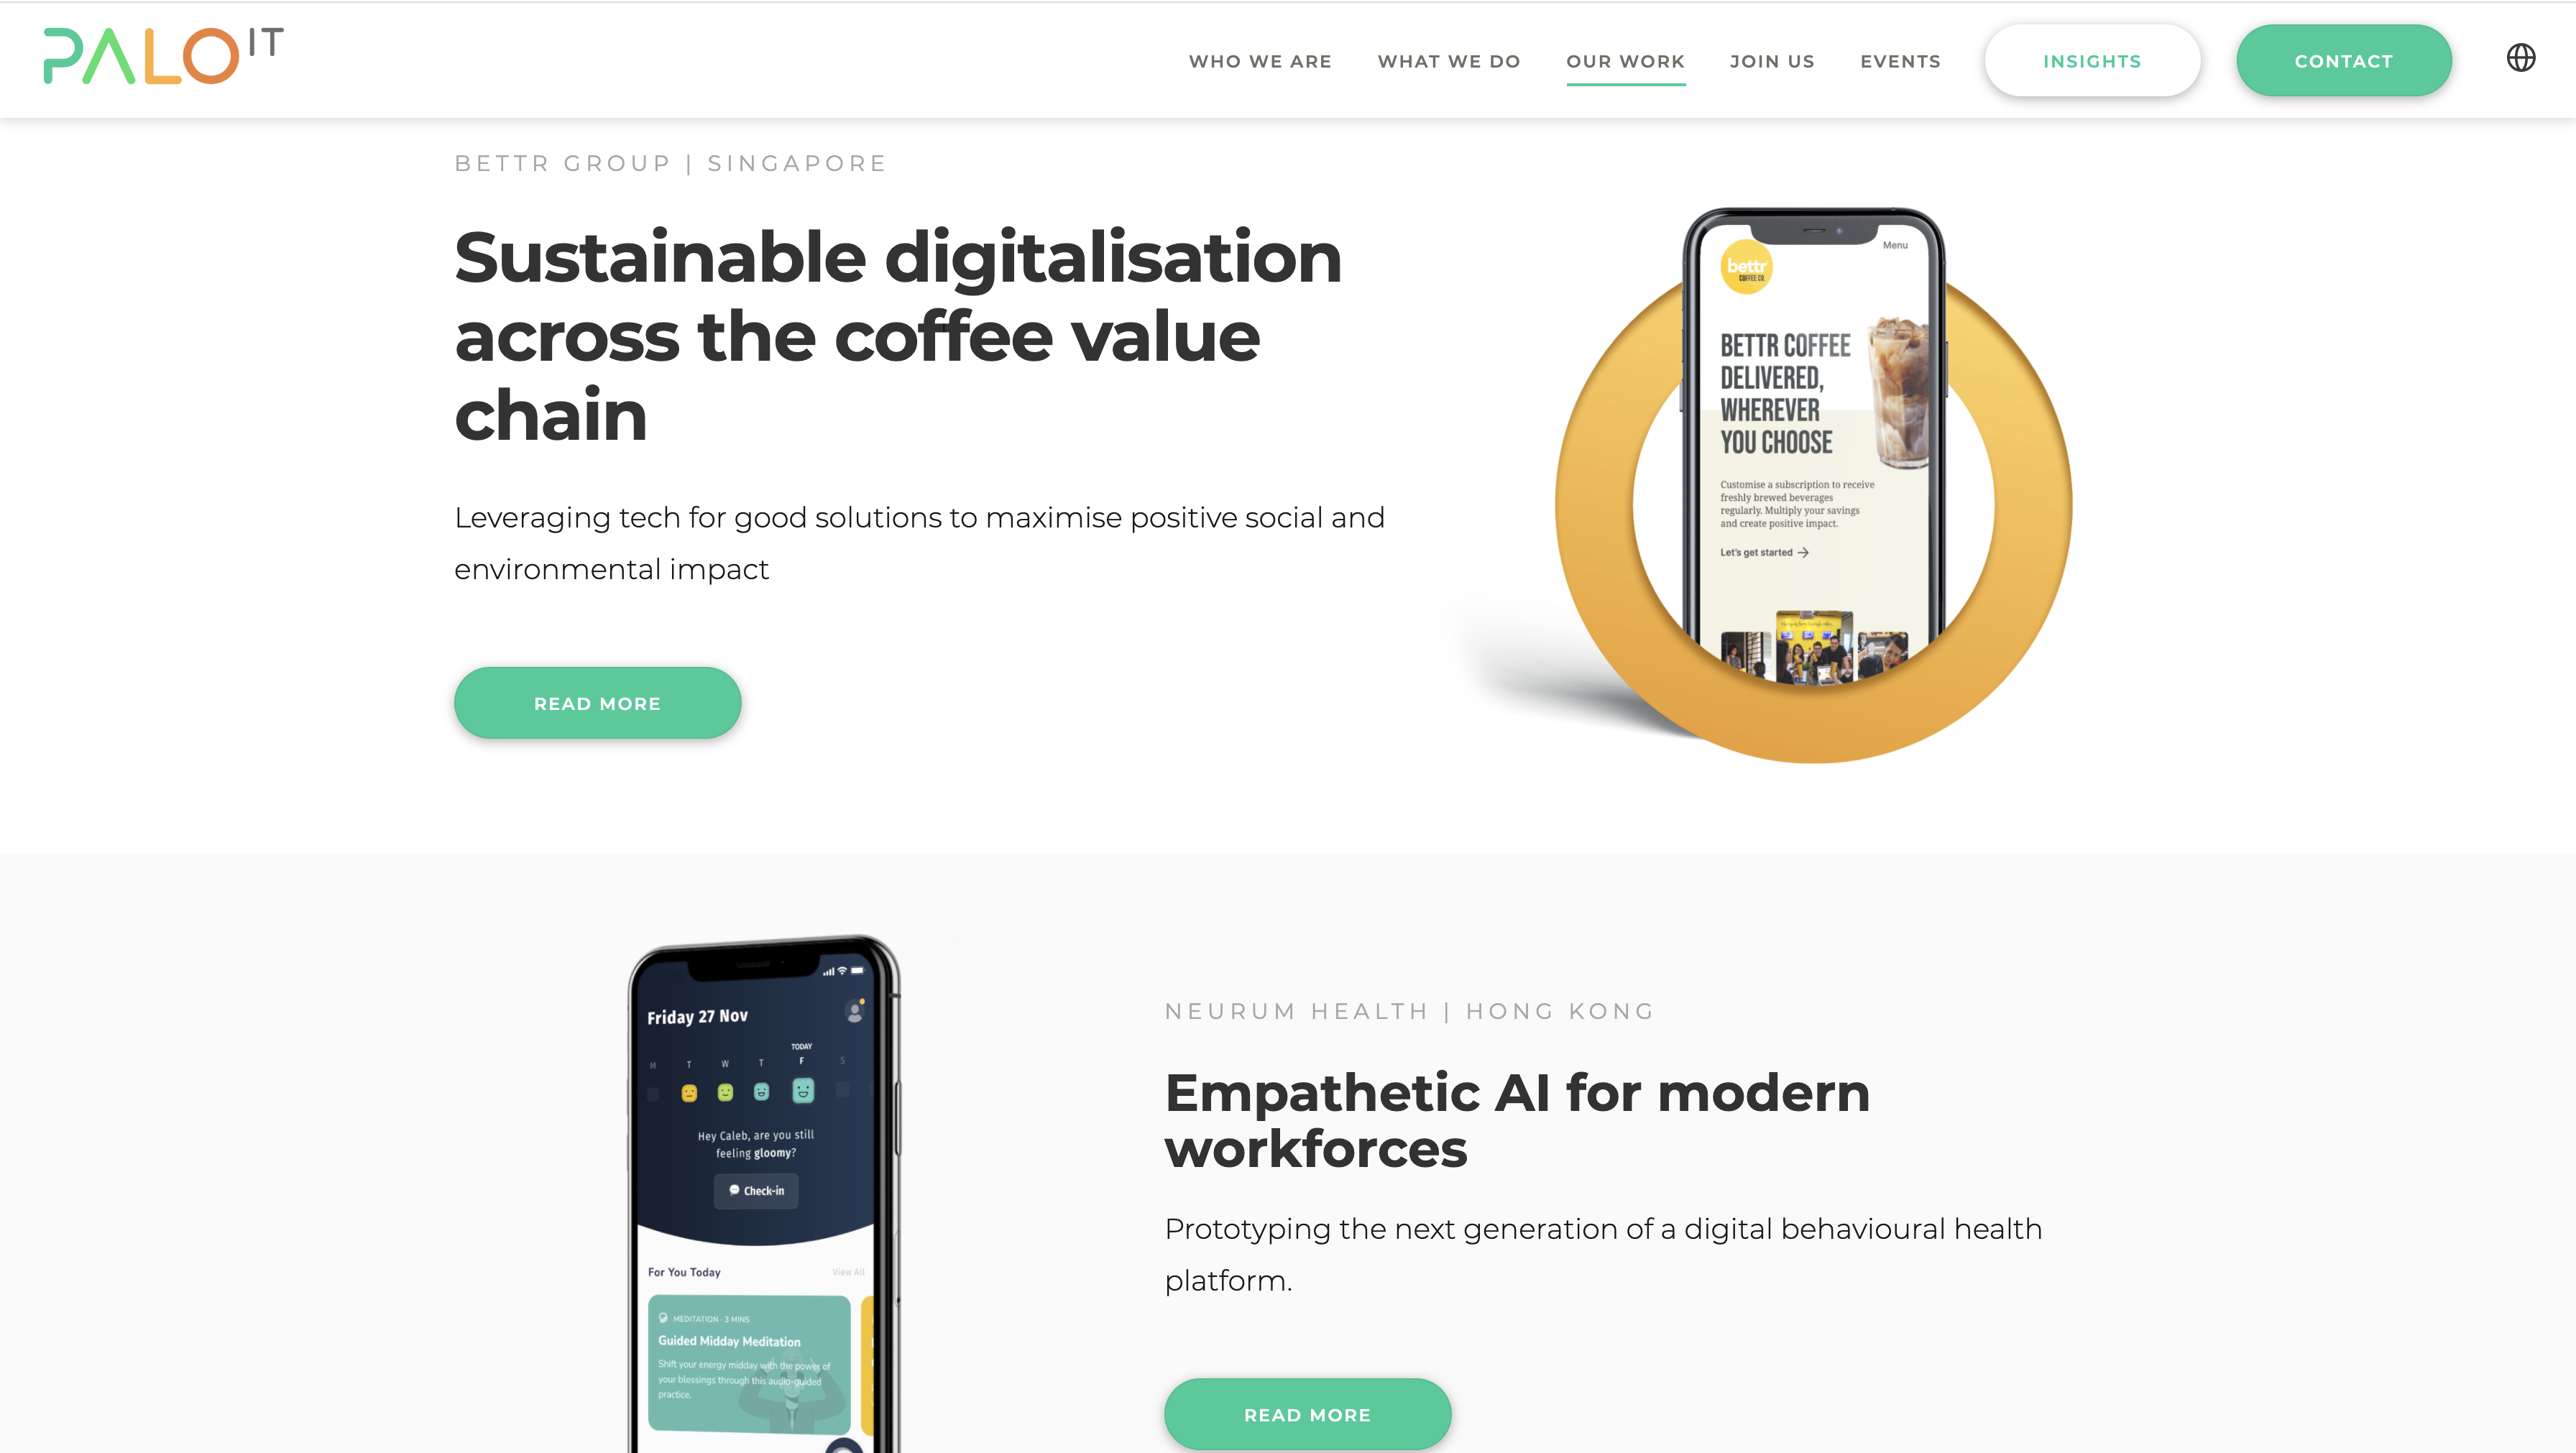 PALO IT
WHO WE ARE
WHAT WE DO
OUR WORK
JOIN US
EVENTS
INSIGHTS
CONTACT
BETTR GROUP | SINGAPORE
Sustainable digitalisation
across the coffee value
chain
Leveraging tech for good solutions to maximise positive social and
environmental impact
READ MORE
Menu
bettr
COFFEE CO.
BETTR COFFEE
DELIVERED,
WHEREVER
YOU CHOOSE
Customise a subscription to receive
freshly brewed beverages
regularly. Multiply your savings
and create positive impact.
Let's get started
Friday 27 Nov
TODAY
M T W T F S
Hey Caleb, are you still
feeling gloomy?
Check-in
For You Today
View All
MEDITATION · 3 MINS
Guided Midday Meditation
Shift your energy midday with the power of
your blessings through this audio-guided
practice.
NEURUM HEALTH | HONG KONG
Empathetic AI for modern
workforces
Prototyping the next generation of a digital behavioural health
platform.
READ MORE